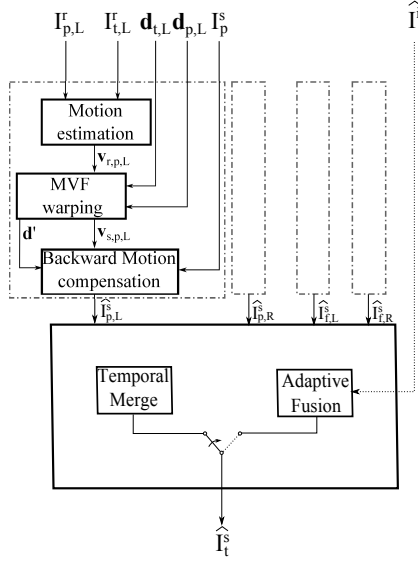 I^r_{p,L} I^r_{t,L} d_{t,L} d_{p,L} I^s_p
Motion
estimation
v_{r,p,L}
MVF
warping
d' v_{s,p,L}
Backward Motion
compensation
Î^s_{p,L} Î^s_{p,R} Î^s_{f,L} Î^s_{f,R}
Temporal
Merge
Adaptive
Fusion
Î^s_t